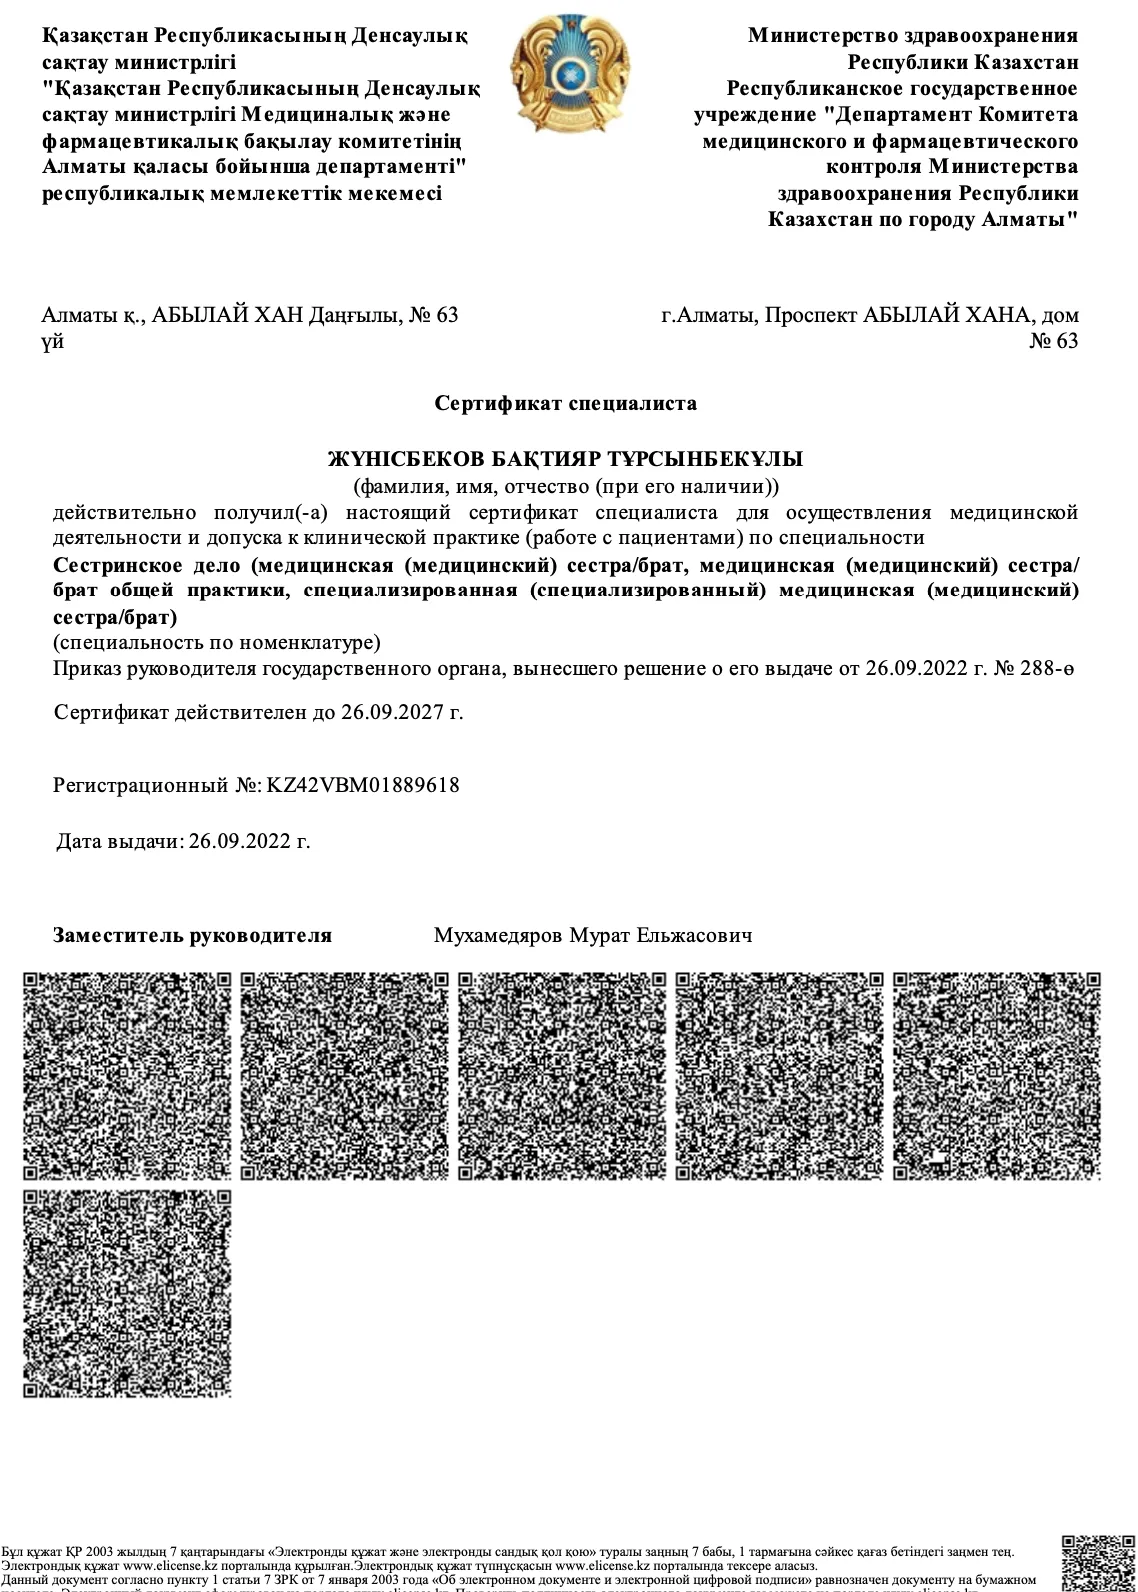 Қазақстан Республикасының Денсаулық
сақтау министрлігі
"Қазақстан Республикасының Денсаулық
сақтау министрлігі Медициналық және
фармацевтикалық бақылау комитетінің
Алматы қаласы бойынша департаменті"
республикалық мемлекеттік мекемесі
Министерство здравоохранения
Республики Казахстан
Республиканское государственное
учреждение "Департамент Комитета
медицинского и фармацевтического
контроля Министерства
здравоохранения Республики
Казахстан по городу Алматы"
Алматы қ., АБЫЛАЙ ХАН Даңғылы, № 63
үй
г.Алматы, Проспект АБЫЛАЙ ХАНА, дом
№ 63
Сертификат специалиста
ЖҮНІСБЕКОВ БАҚТИЯР ТҰРСЫНБЕКҰЛЫ
(фамилия, имя, отчество (при его наличии))
действительно получил(-а) настоящий сертификат специалиста для осуществления медицинской
деятельности и допуска к клинической практике (работе с пациентами) по специальности
Сестринское дело (медицинская (медицинский) сестра/брат, медицинская (медицинский) сестра/
брат общей практики, специализированная (специализированный) медицинская (медицинский)
сестра/брат)
(специальность по номенклатуре)
Приказ руководителя государственного органа, вынесшего решение о его выдаче от 26.09.2022 г. № 288-ө
Сертификат действителен до 26.09.2027 г.
Регистрационный №: KZ42VBM01889618
Дата выдачи: 26.09.2022 г.
Заместитель руководителя Мухамедяров Мурат Ельжасович
Бұл құжат ҚР 2003 жылдың 7 қаңтарындағы «Электронды құжат және электронды сандық қол қою» туралы заңның 7 бабы, 1 тармағына сәйкес қағаз бетіндегі заңмен тең.
Электрондық құжат www.elicense.kz порталында құрылған.Электрондық құжат түпнұсқасын www.elicense.kz порталында тексере аласыз.
Данный документ согласно пункту 1 статьи 7 ЗРК от 7 января 2003 года «Об электронном документе и электронной цифровой подписи» равнозначен документу на бумажном